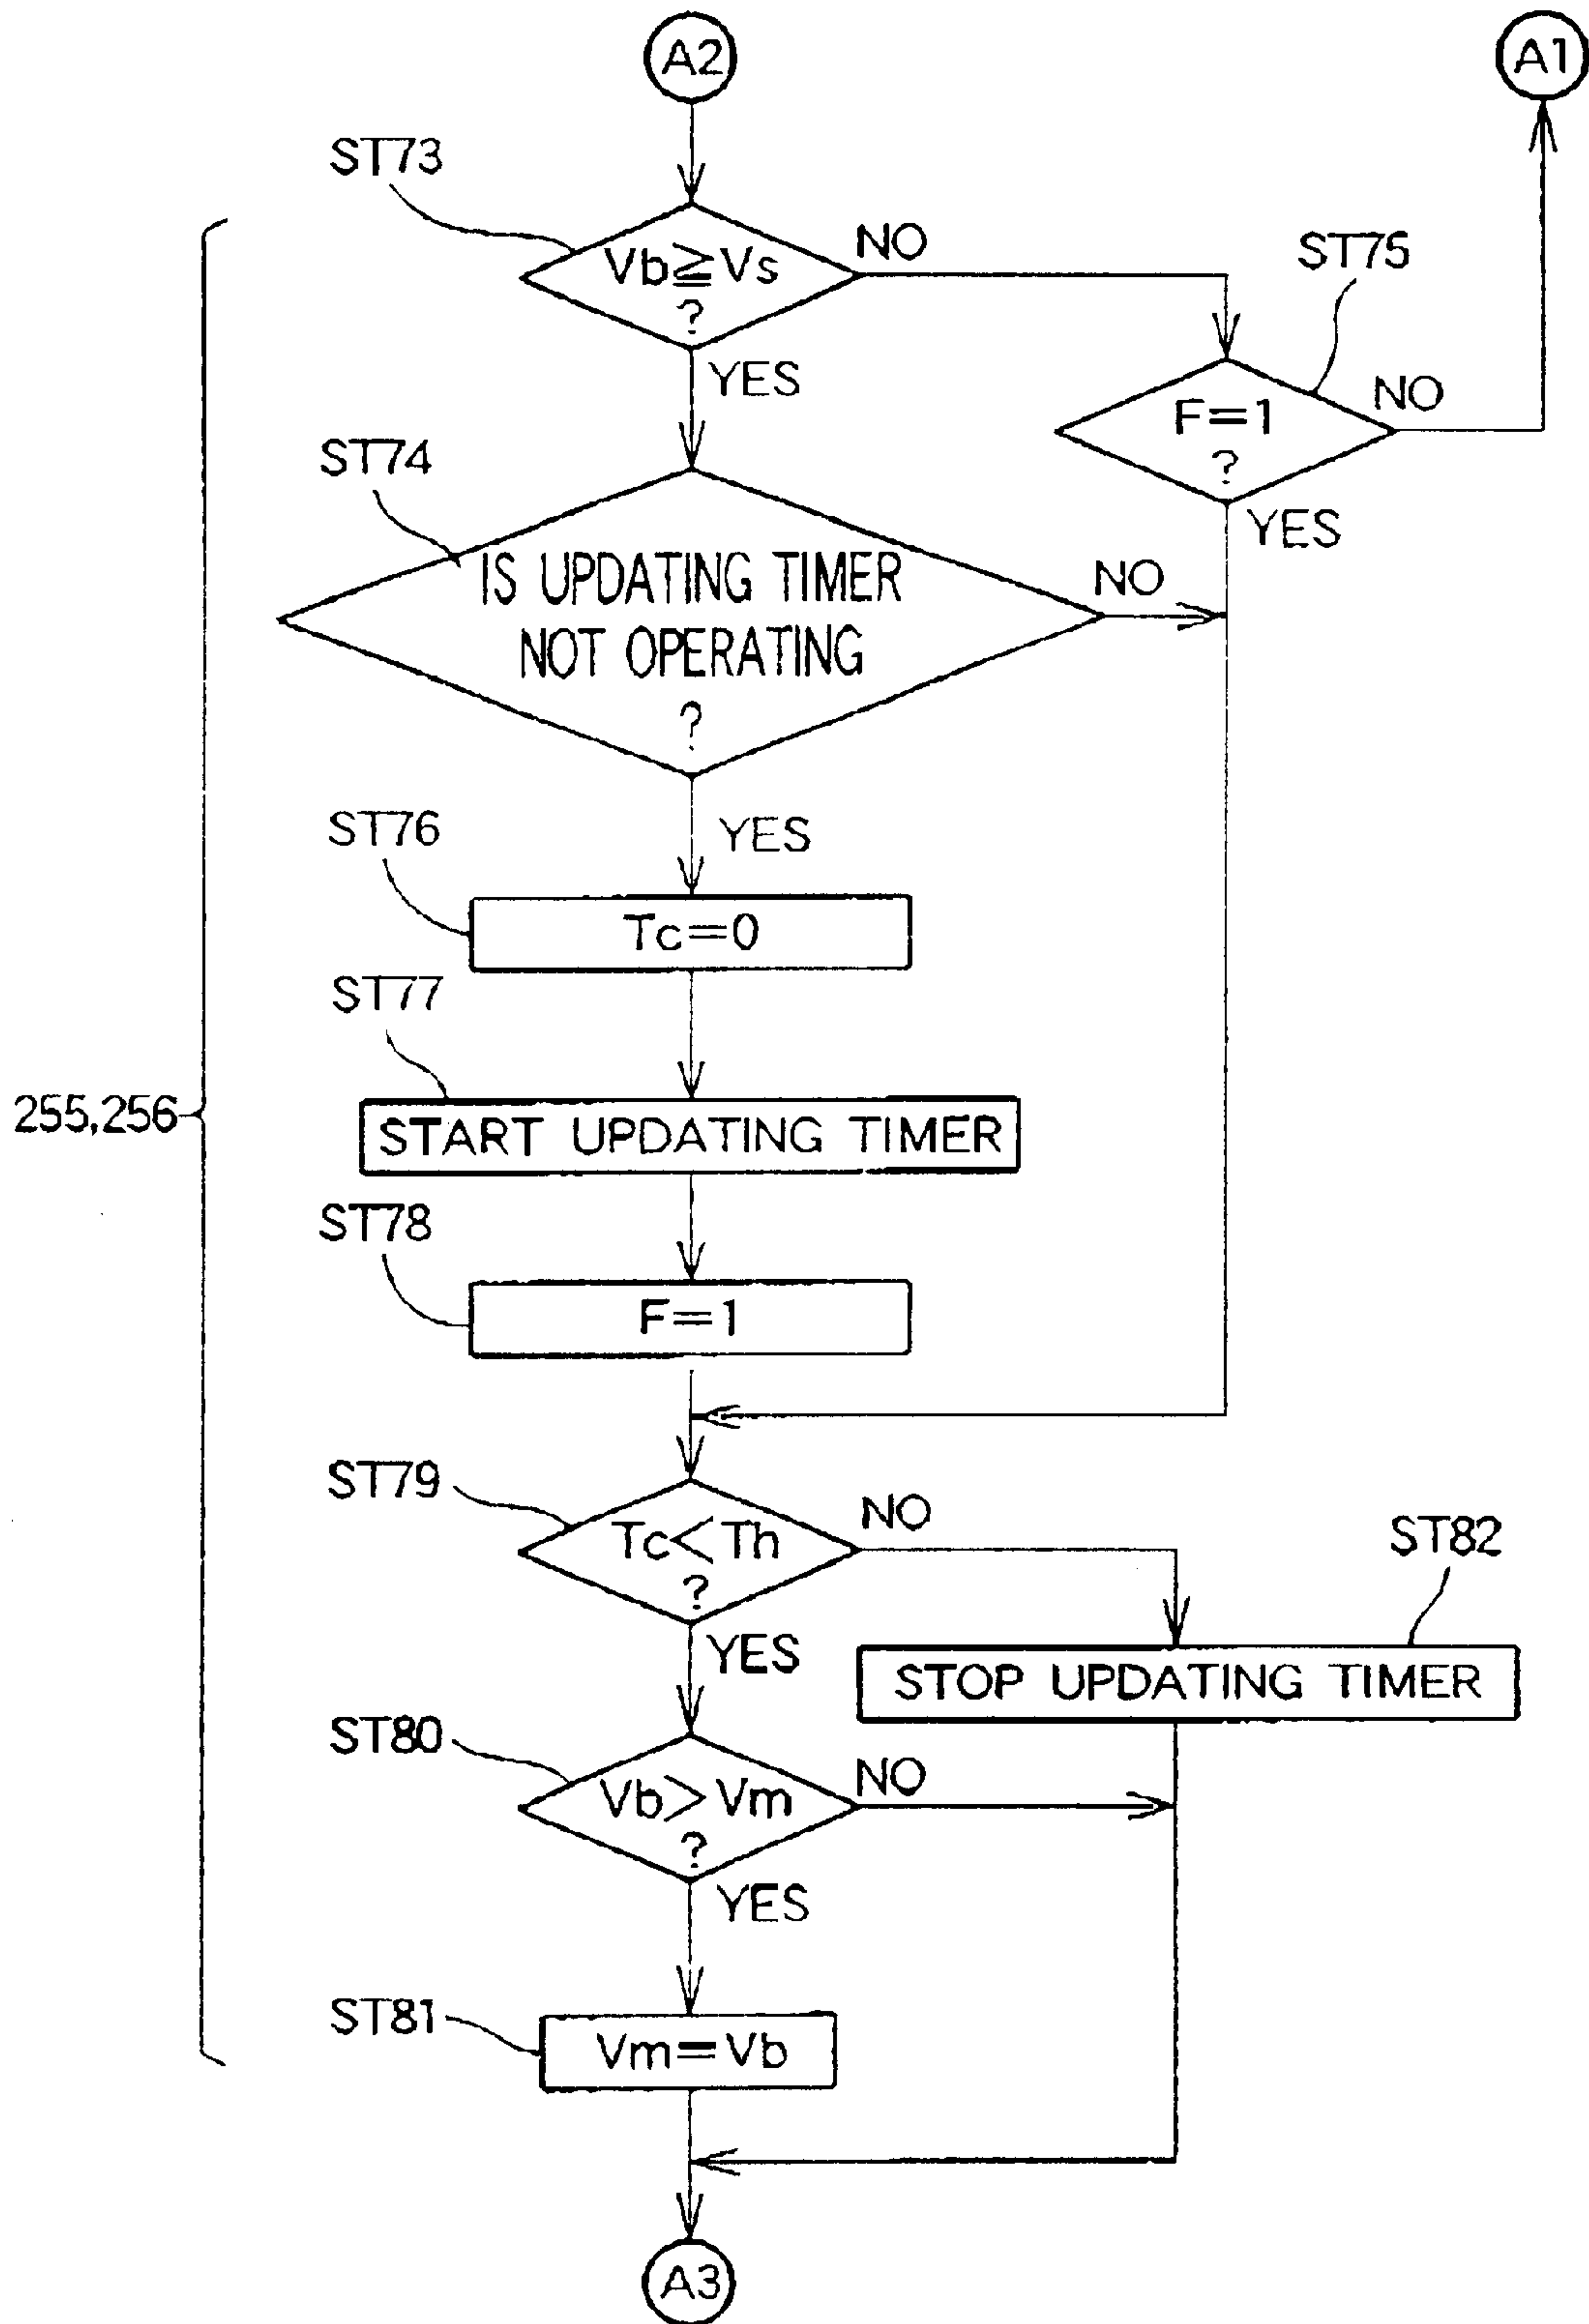 A2
A1
ST73
Vb≧Vs
?
NO
YES
ST75
F=1
?
NO
YES
ST74
IS UPDATING TIMER
NOT OPERATING
?
NO
YES
ST76
Tc=0
ST77
START UPDATING TIMER
255,256
ST78
F=1
ST79
Tc<Th
?
NO
YES
ST82
STOP UPDATING TIMER
ST80
Vb>Vm
?
NO
YES
ST81
Vm=Vb
A3